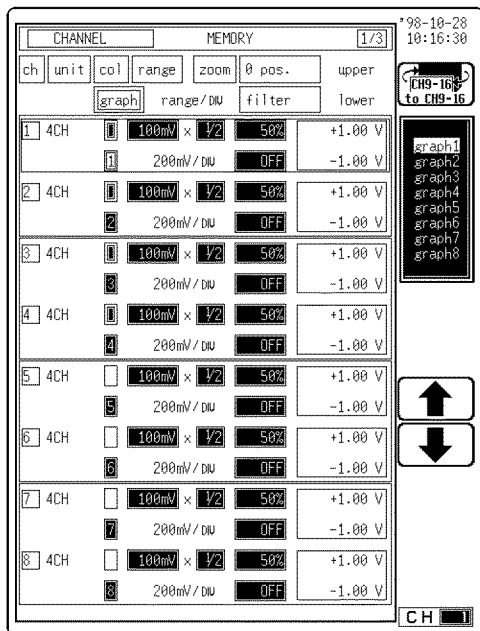 '98-10-28
10:16:30
CHANNEL MEMORY 1/3
ch unit col range zoom 0 pos. upper
graph range/DIV filter lower
CH9-16
to CH9-16
1 4CH 100mV × 1/2 50% +1.00 V
1 200mV/DIV OFF -1.00 V
2 4CH 100mV × 1/2 50% +1.00 V
2 200mV/DIV OFF -1.00 V
3 4CH 100mV × 1/2 50% +1.00 V
3 200mV/DIV OFF -1.00 V
4 4CH 100mV × 1/2 50% +1.00 V
4 200mV/DIV OFF -1.00 V
5 4CH 100mV × 1/2 50% +1.00 V
5 200mV/DIV OFF -1.00 V
6 4CH 100mV × 1/2 50% +1.00 V
6 200mV/DIV OFF -1.00 V
7 4CH 100mV × 1/2 50% +1.00 V
7 200mV/DIV OFF -1.00 V
8 4CH 100mV × 1/2 50% +1.00 V
8 200mV/DIV OFF -1.00 V
graph1
graph2
graph3
graph4
graph5
graph6
graph7
graph8
CH 1